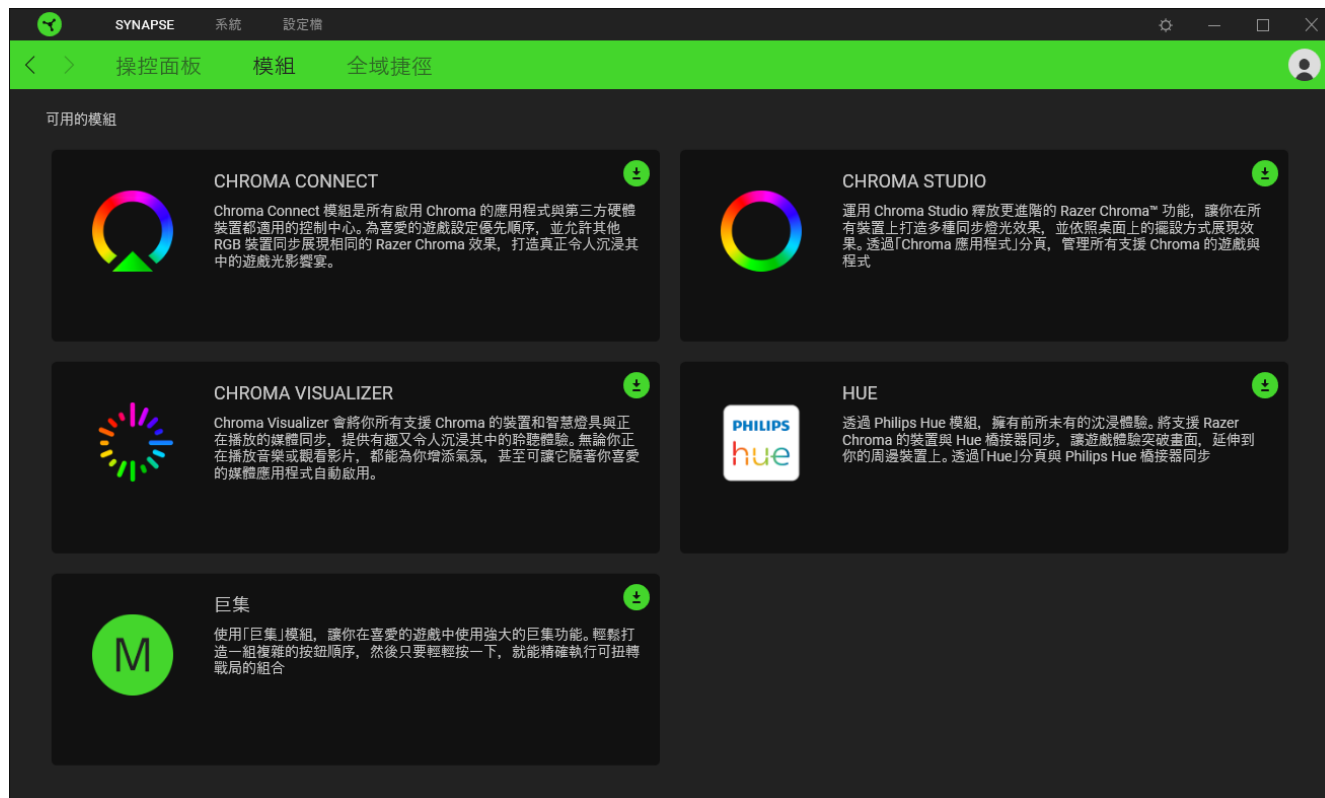 SYNAPSE 系統 設定檔
操控面板 模組 全域捷徑
可用的模組
CHROMA CONNECT
Chroma Connect 模組是所有啟用 Chroma 的應用程式與第三方硬體
裝置都適用的控制中心。為喜愛的遊戲設定優先順序，並允許其他
RGB 裝置同步展現相同的 Razer Chroma 效果，打造真正令人沉浸其
中的遊戲光影饗宴。
CHROMA STUDIO
運用 Chroma Studio 釋放更進階的 Razer Chroma™ 功能，讓你在所
有裝置上打造多種同步燈光效果，並依照桌面上的擺設方式展現效
果。透過「Chroma 應用程式」分頁，管理所有支援 Chroma 的遊戲與
程式
CHROMA VISUALIZER
Chroma Visualizer 會將你所有支援 Chroma 的裝置和智慧燈具與正
在播放的媒體同步，提供有趣又令人沉浸其中的聆聽體驗。無論你正
在播放音樂或觀看影片，都能為你增添氣氛，甚至可讓它隨著你喜愛
的媒體應用程式自動啟用。
PHILIPS
hue
HUE
透過 Philips Hue 模組，擁有前所未有的沈浸體驗。將支援 Razer
Chroma 的裝置與 Hue 橋接器同步，讓遊戲體驗突破畫面，延伸到
你的周邊裝置上。透過「Hue」分頁與 Philips Hue 橋接器同步
M
巨集
使用「巨集」模組，讓你在喜愛的遊戲中使用強大的巨集功能。輕鬆打
造一組複雜的按鈕順序，然後只要輕輕按一下，就能精確執行可扭轉
戰局的組合